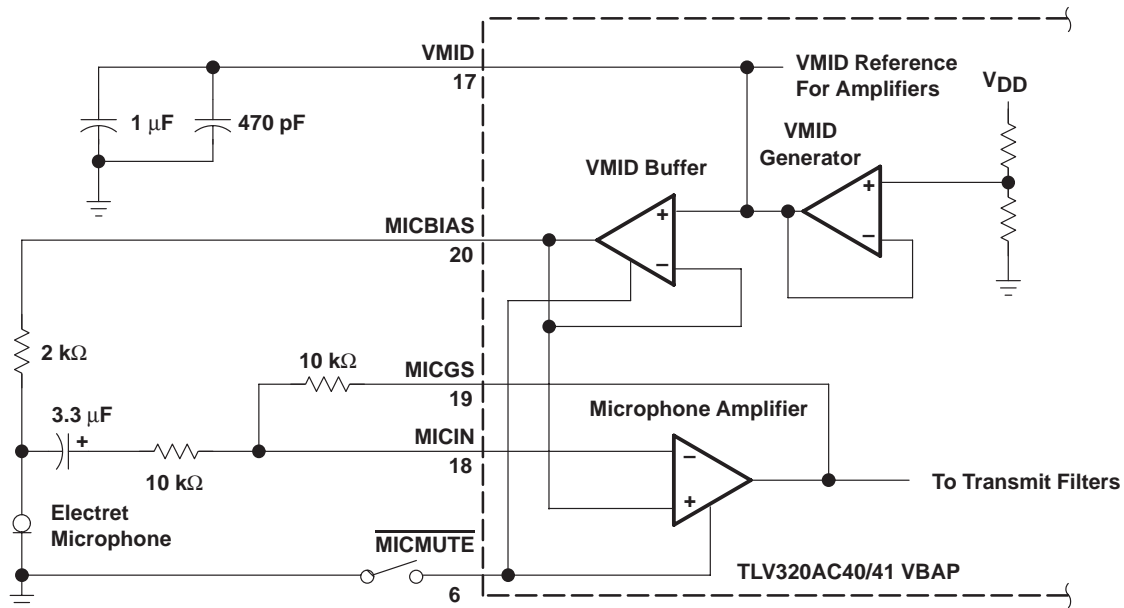 VMID
17
VMID Reference
For Amplifiers
VDD
1 μF
470 pF
VMID
Generator
+
−
VMID Buffer
+
−
MICBIAS
20
2 kΩ
10 kΩ
MICGS
19
Microphone Amplifier
3.3 μF
+
MICIN
18
10 kΩ
−
+
To Transmit Filters
Electret
Microphone
MICMUTE
6
TLV320AC40/41 VBAP